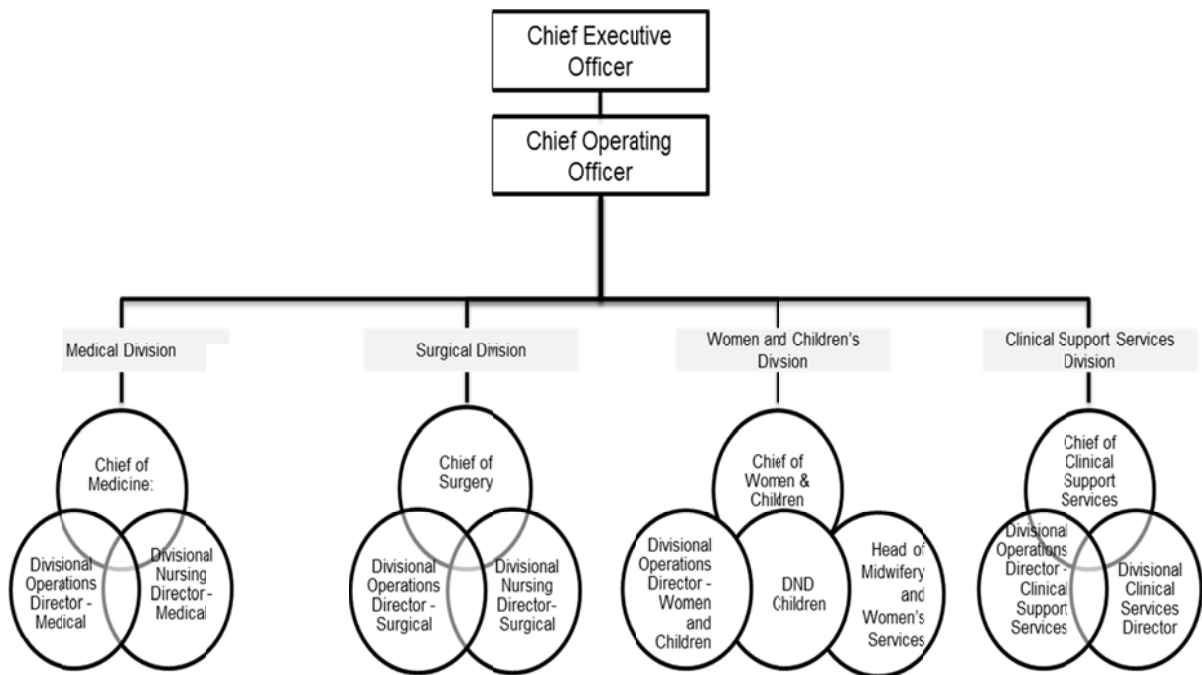 Chief Executive
Officer
Chief Operating
Officer
Medical Division
Surgical Division
Women and Children's
Division
Clinical Support Services
Division
Chief of
Medicine:
Divisional
Operations
Director -
Medical
Divisional
Nursing
Director-
Medical
Chief of
Surgery
Divisional
Operations
Director -
Surgical
Divisional
Nursing
Director-
Surgical
Chief of
Women &
Children
Divisional
Operations
Director -
Women
and
Children
DND
Children
Head of
Midwifery
and
Women's
Services
Chief of
Clinical
Support
Services
Divisional
Operations
Director -
Clinical
Support
Services
Divisional
Clinical
Services
Director